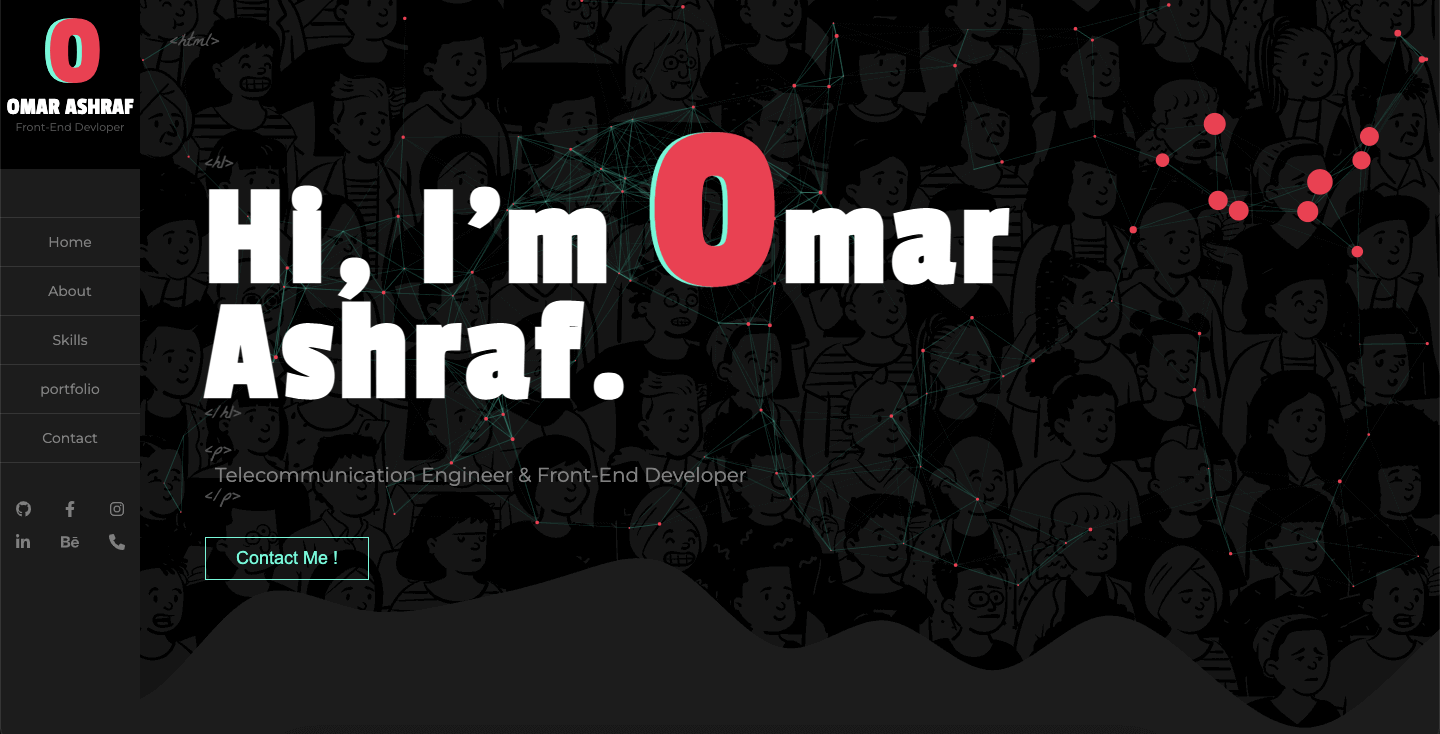 O
OMAR ASHRAF
Front-End Devloper
Home
About
Skills
portfolio
Contact
Bē
<html>
<h1>
Hi, I'm Omar
Ashraf.
</h1>
<p>
Telecommunication Engineer & Front-End Developer
</p>
Contact Me !